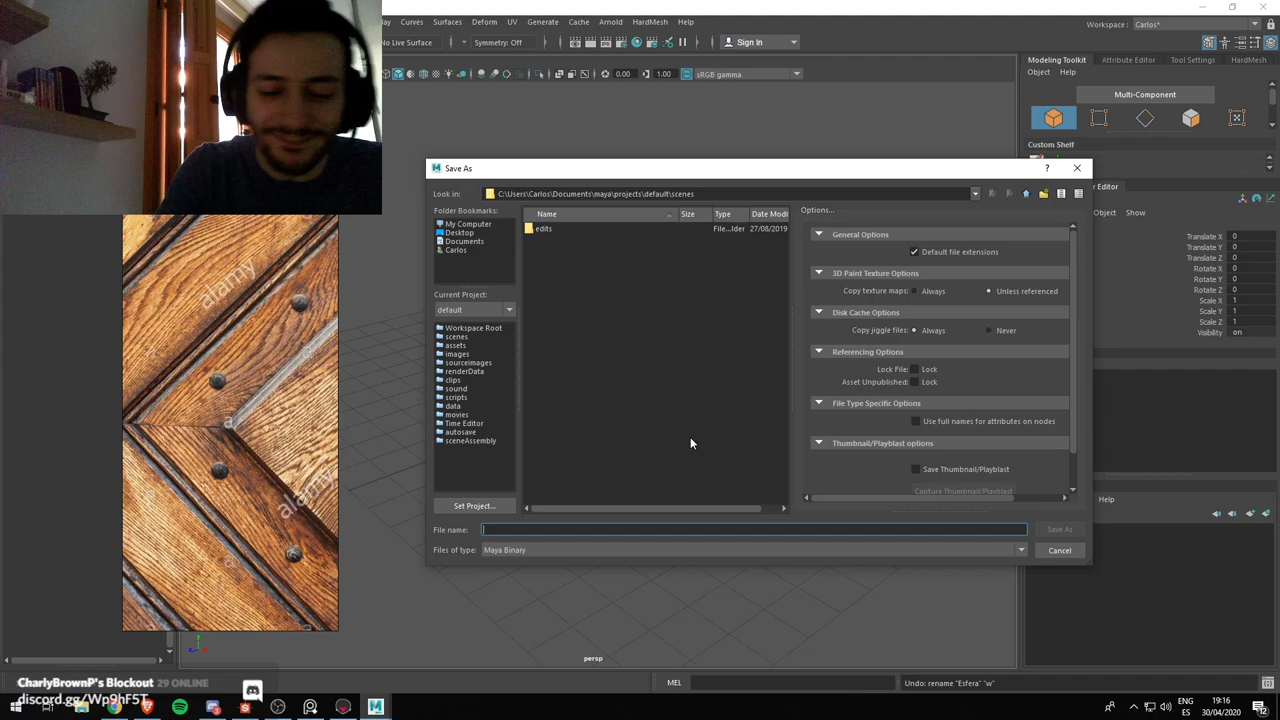 lay Curves Surfaces Deform UV Generate Cache Arnold HardMesh Help
Workspace : Carlos*
No Live Surface Symmetry: Off Sign In
0.00 1.00 sRGB gamma
Modeling Toolkit Attribute Editor Tool Settings HardMesh
Object Help
Multi-Component
Custom Shelf
Save As
?
Look in: C:\Users\Carlos\Documents\maya\projects\default\scenes
Folder Bookmarks:
My Computer
Desktop
Documents
Carlos
Current Project:
default
Workspace Root
scenes
assets
images
sourceimages
renderData
clips
sound
scripts
data
movies
Time Editor
autosave
sceneAssembly
Set Project...
Name Size Type Date Modi
edits File...lder 27/08/2019
Options...
General Options
Default file extensions
3D Paint Texture Options
Copy texture maps: Always Unless referenced
Disk Cache Options
Copy jiggle files: Always Never
Referencing Options
Lock File: Lock
Asset Unpublished: Lock
File Type Specific Options
Use full names for attributes on nodes
Thumbnail/Playblast options
Save Thumbnail/Playblast
Capture Thumbnail/Playblast
File name: Save As
Files of type: Maya Binary Cancel
r Editor
Object Show
Translate X 0
Translate Y 0
Translate Z 0
Rotate X 0
Rotate Y 0
Rotate Z 0
Scale X 1
Scale Y 1
Scale Z 1
Visibility on
Help
alamy
a
a
a
alamy
a
a
persp
MEL
Undo: rename "Esfera" "w"
CharlyBrownP's Blockout 29 ONLINE
discord.gg/Wp9hF5T
ENG
ES
19:16
30/04/2020
12